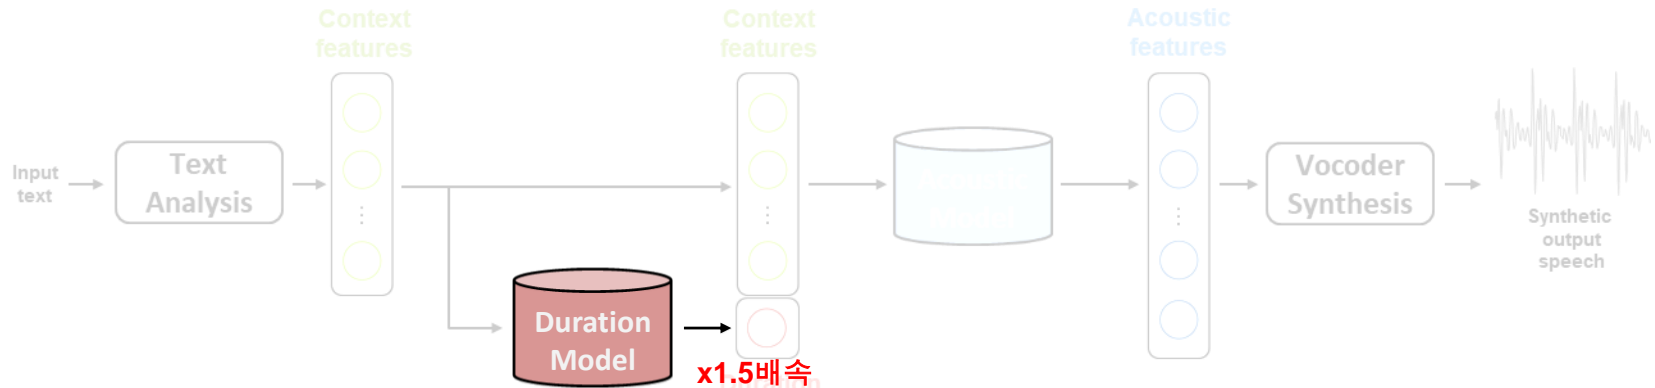 Context
features
Context
features
Acoustic
features
Input
text
Text
Analysis
Vocoder
Synthesis
Synthetic
output
speech
Duration
Model
x1.5배속